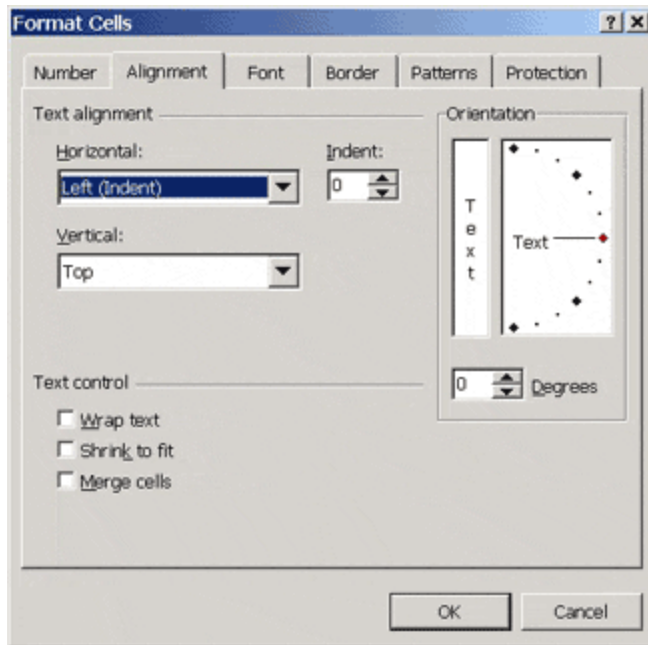 Format Cells
Number Alignment Font Border Patterns Protection
Text alignment
Horizontal: Indent:
Left (Indent) 0
Vertical:
Top
Orientation
Text
Text
0 Degrees
Text control
Wrap text
Shrink to fit
Merge cells
OK Cancel